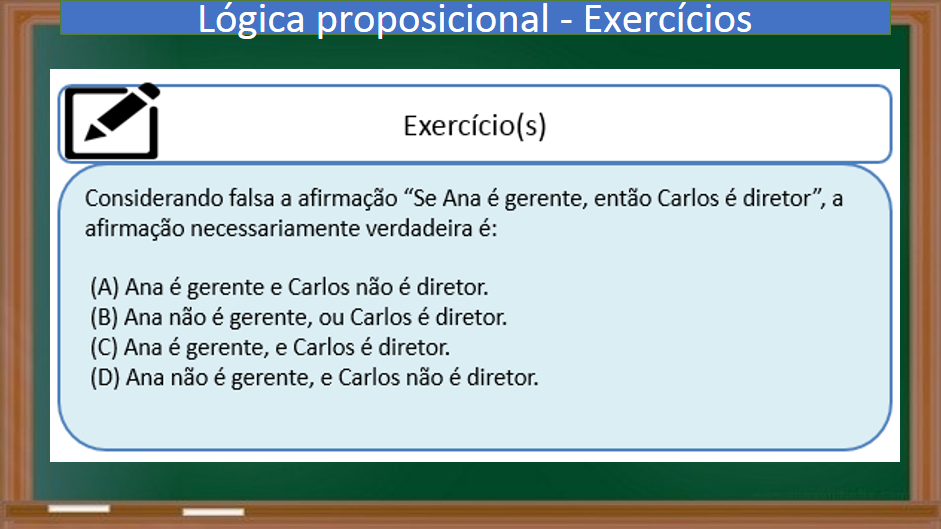 Lógica proposicional - Exercícios
Exercício(s)
Considerando falsa a afirmação “Se Ana é gerente, então Carlos é diretor”, a
afirmação necessariamente verdadeira é:
(A) Ana é gerente e Carlos não é diretor.
(B) Ana não é gerente, ou Carlos é diretor.
(C) Ana é gerente, e Carlos é diretor.
(D) Ana não é gerente, e Carlos não é diretor.